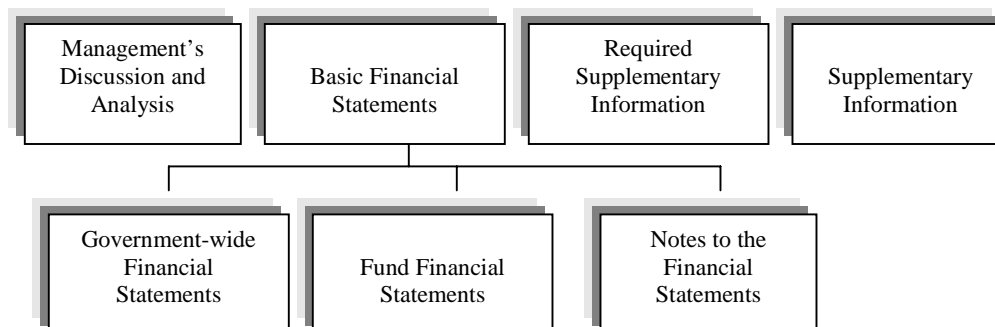 Management’s
Discussion and
Analysis
Basic Financial
Statements
Required
Supplementary
Information
Supplementary
Information
Government-wide
Financial
Statements
Fund Financial
Statements
Notes to the
Financial
Statements